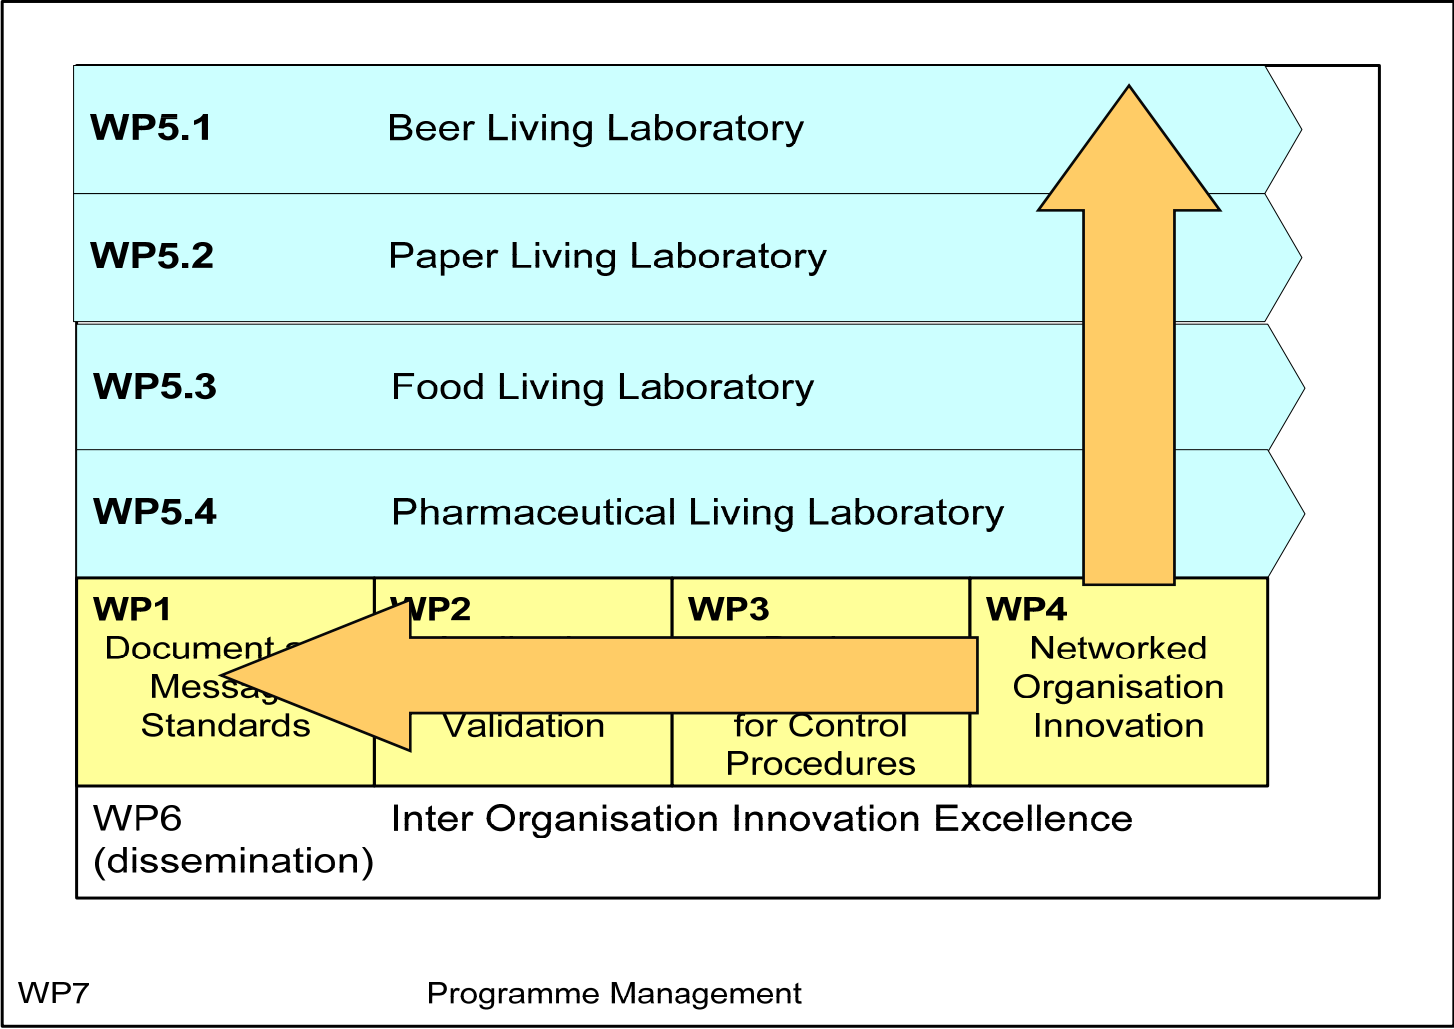 WP5.1 Beer Living Laboratory
WP5.2 Paper Living Laboratory
WP5.3 Food Living Laboratory
WP5.4 Pharmaceutical Living Laboratory
WP1
Document
Standards
WP2
Validation
WP3
for Control
Procedures
WP4
Networked
Organisation
Innovation
WP6 Inter Organisation Innovation Excellence
(dissemination)
WP7 Programme Management